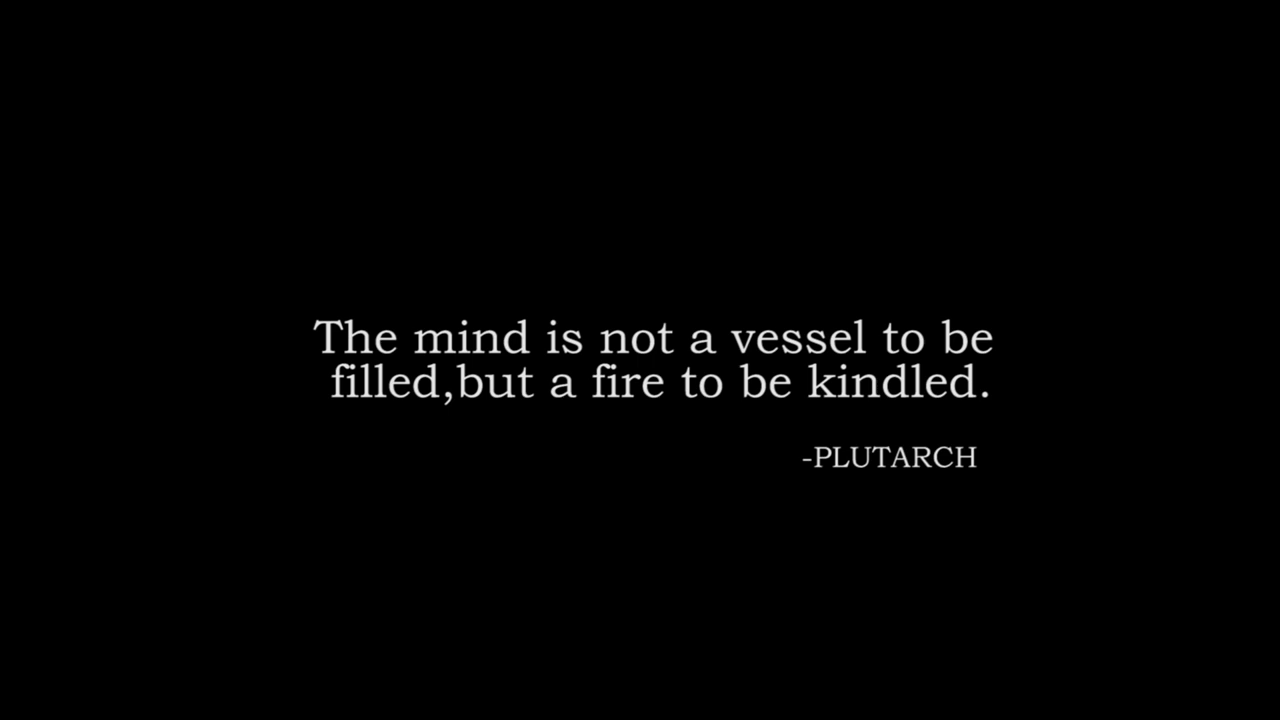 The mind is not a vessel to be
filled,but a fire to be kindled.
-PLUTARCH